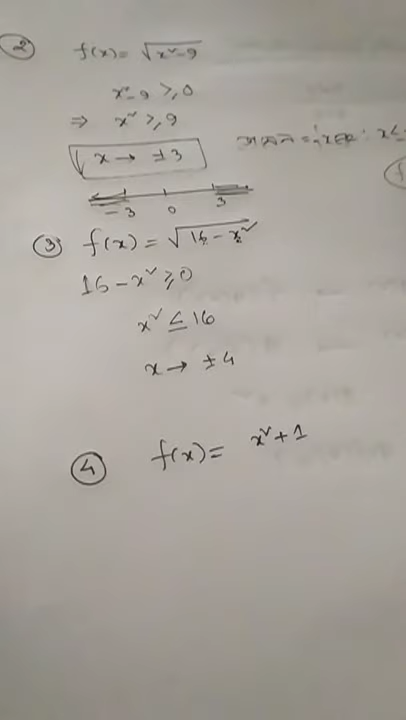 2 f(x) = √x²-9
x²-9 ≥ 0
⇒ x² ≥ 9
x → ±3
-3 0 3
3 f(x) = √16-x²
16-x² ≥ 0
x² ≤ 16
x → ±4
4 f(x) = x²+1